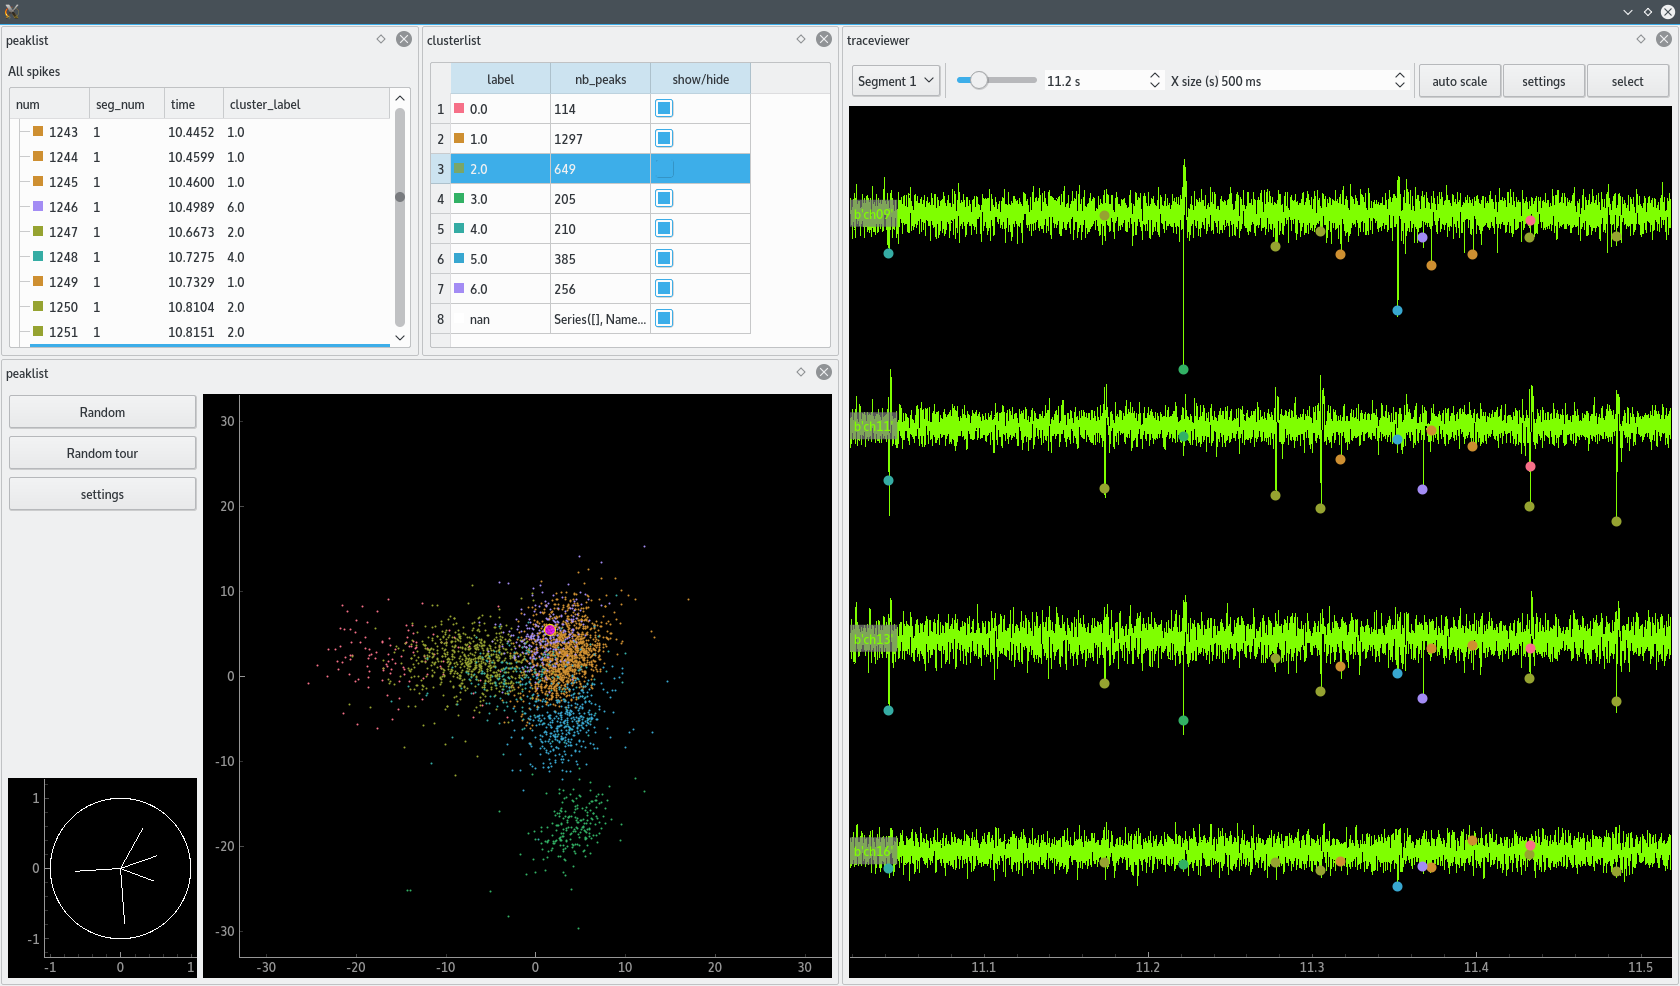 peaklist
All spikes
num seg_num time cluster_label
1243 1 10.4452 1.0
1244 1 10.4599 1.0
1245 1 10.4600 1.0
1246 1 10.4989 6.0
1247 1 10.6673 2.0
1248 1 10.7275 4.0
1249 1 10.7329 1.0
1250 1 10.8104 2.0
1251 1 10.8151 2.0
clusterlist
label nb_peaks show/hide
1 0.0 114
2 1.0 1297
3 2.0 649
4 3.0 205
5 4.0 210
6 5.0 385
7 6.0 256
8 nan Series([], Name...
peaklist
Random
Random tour
settings
1
0
-1
-1 0 1
30
20
10
0
-10
-20
-30
-30 -20 -10 0 10 20 30
traceviewer
Segment 1 11.2 s X size (s) 500 ms auto scale settings select
b'ch09'
b'ch11'
b'ch13'
b'ch16'
11.1 11.2 11.3 11.4 11.5